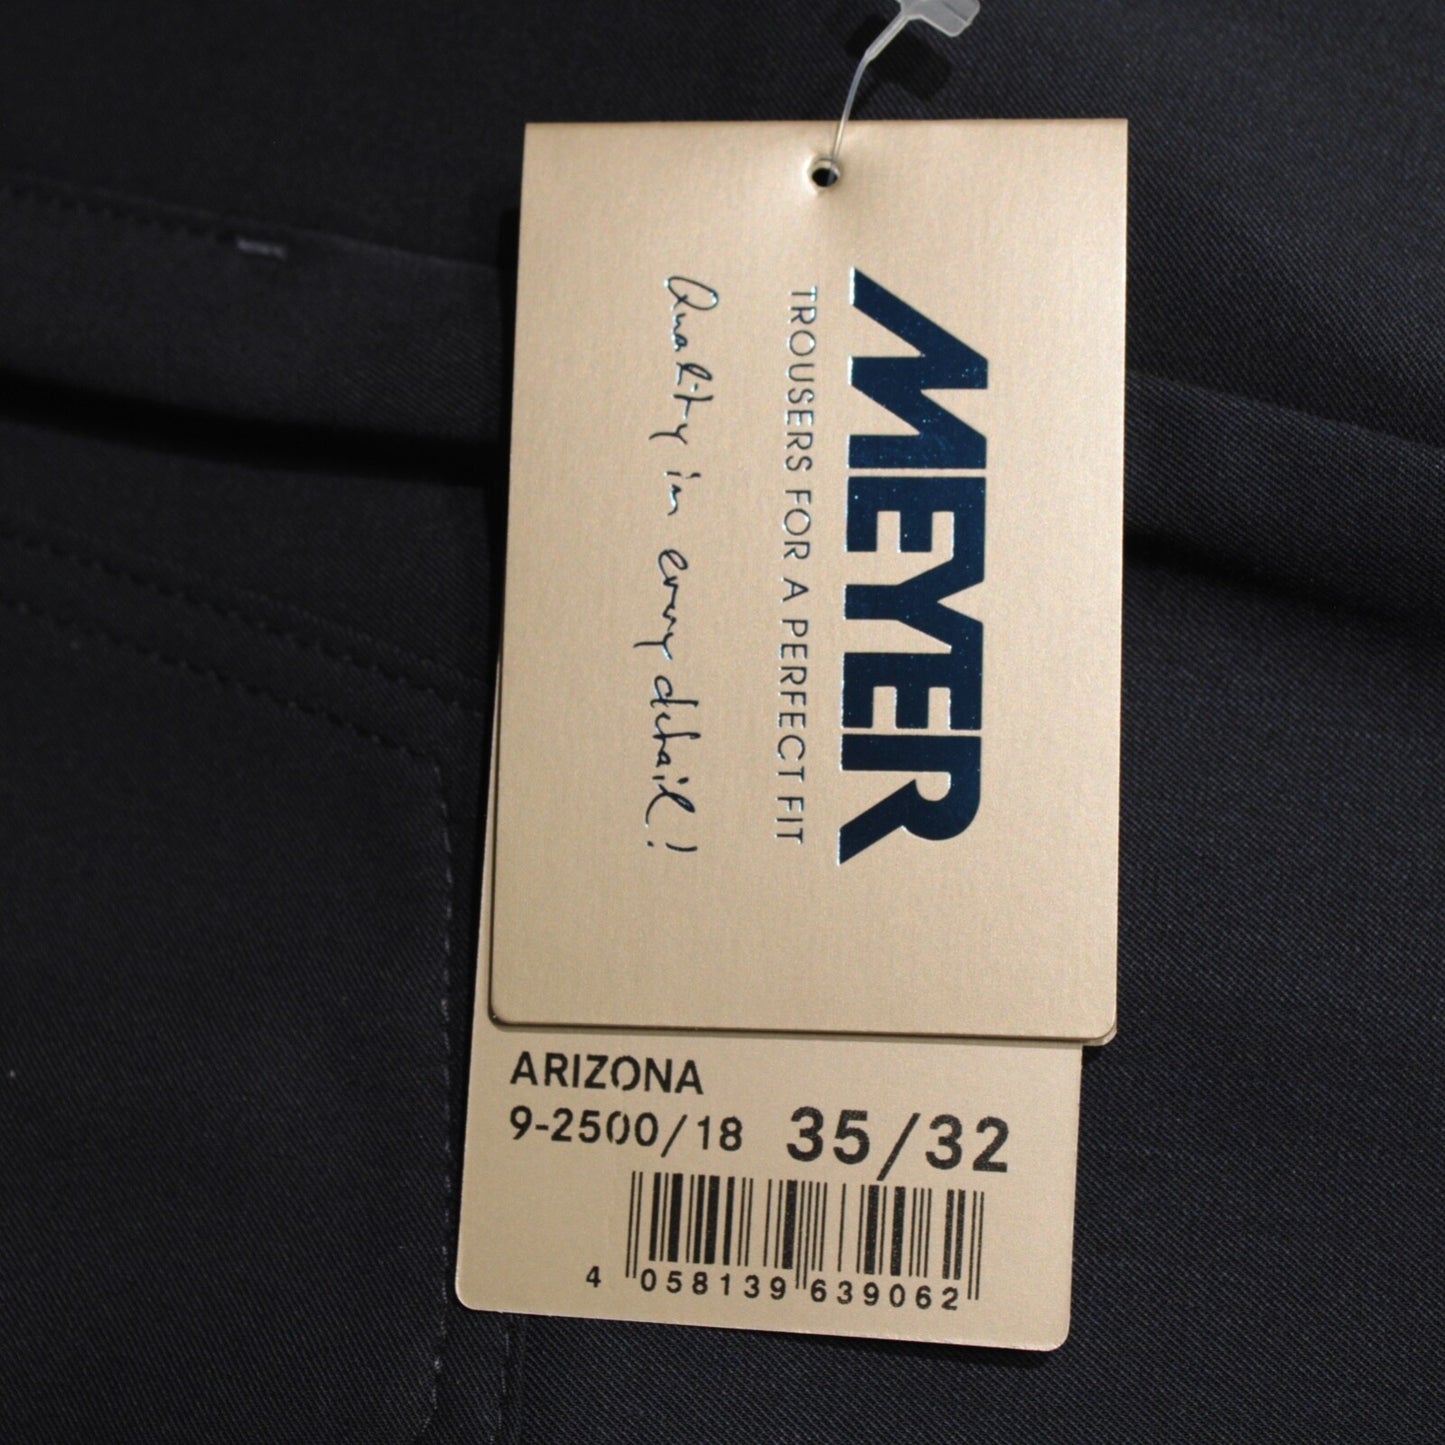 MEYER
TROUSERS FOR A PERFECT FIT
Quality in every detail!
ARIZONA
9-2500/18 35/32
4 058139 639062